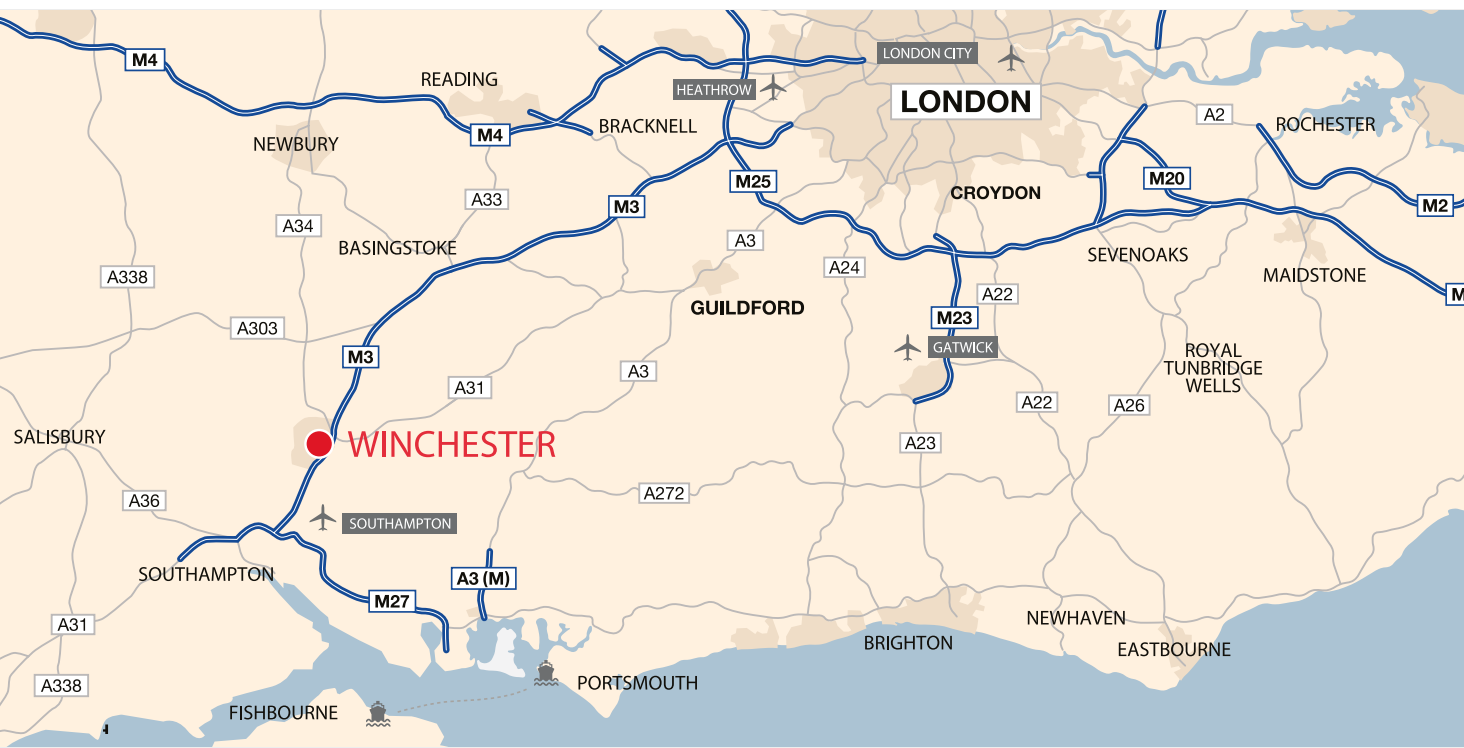 M4
READING
LONDON CITY
HEATHROW
LONDON
M4
BRACKNELL
A2
ROCHESTER
NEWBURY
M25
M20
CROYDON
A33
M3
M2
A34
A3
BASINGSTOKE
SEVENOAKS
A24
A338
MAIDSTONE
A22
M
GUILDFORD
M23
A303
GATWICK
M3
ROYAL
TUNBRIDGE
WELLS
A3
A31
A22
A26
SALISBURY
WINCHESTER
A23
A272
A36
SOUTHAMPTON
SOUTHAMPTON
A3 (M)
M27
A31
NEWHAVEN
BRIGHTON
EASTBOURNE
A338
PORTSMOUTH
FISHBOURNE